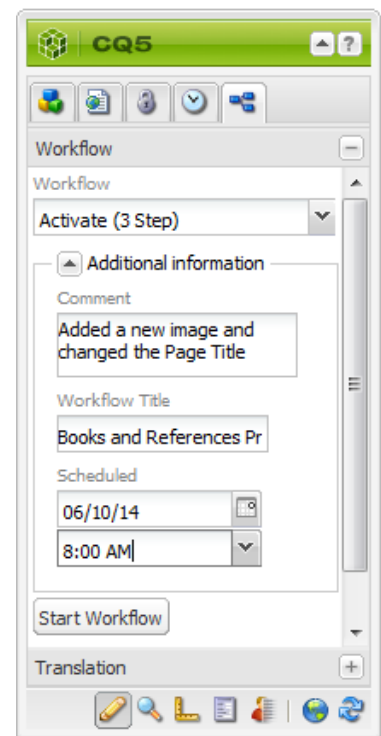 CQ5
?
Workflow
Workflow
Activate (3 Step)
Additional information
Comment
Added a new image and
changed the Page Title
Workflow Title
Books and References Pr
Scheduled
06/10/14
8:00 AM
Start Workflow
Translation